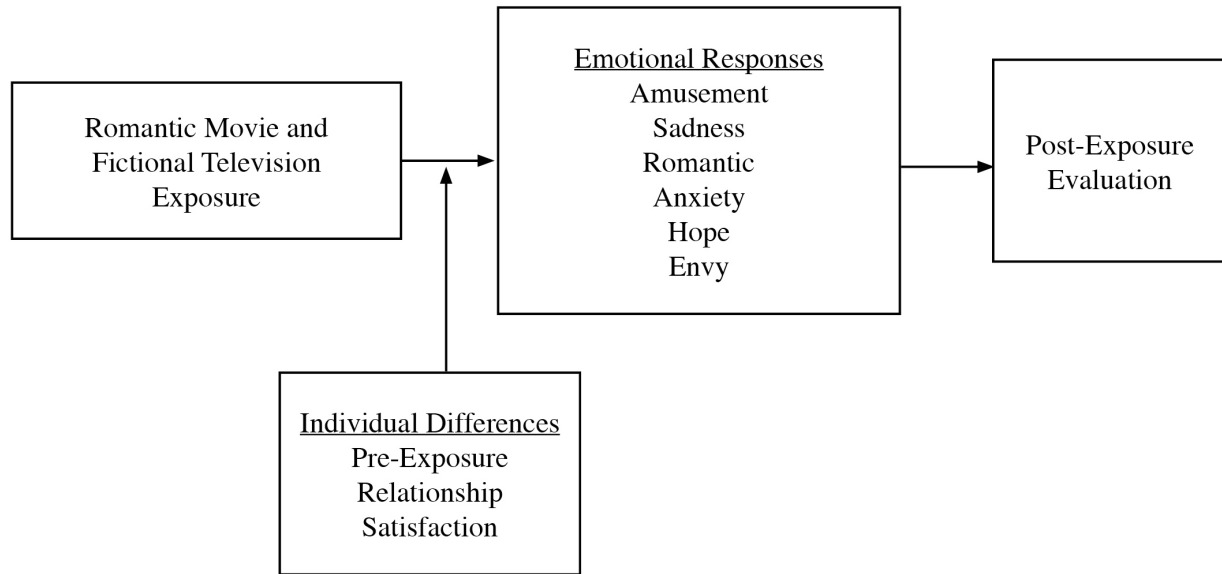 Romantic Movie and
Fictional Television
Exposure
Emotional Responses
Amusement
Sadness
Romantic
Anxiety
Hope
Envy
Post-Exposure
Evaluation
Individual Differences
Pre-Exposure
Relationship
Satisfaction